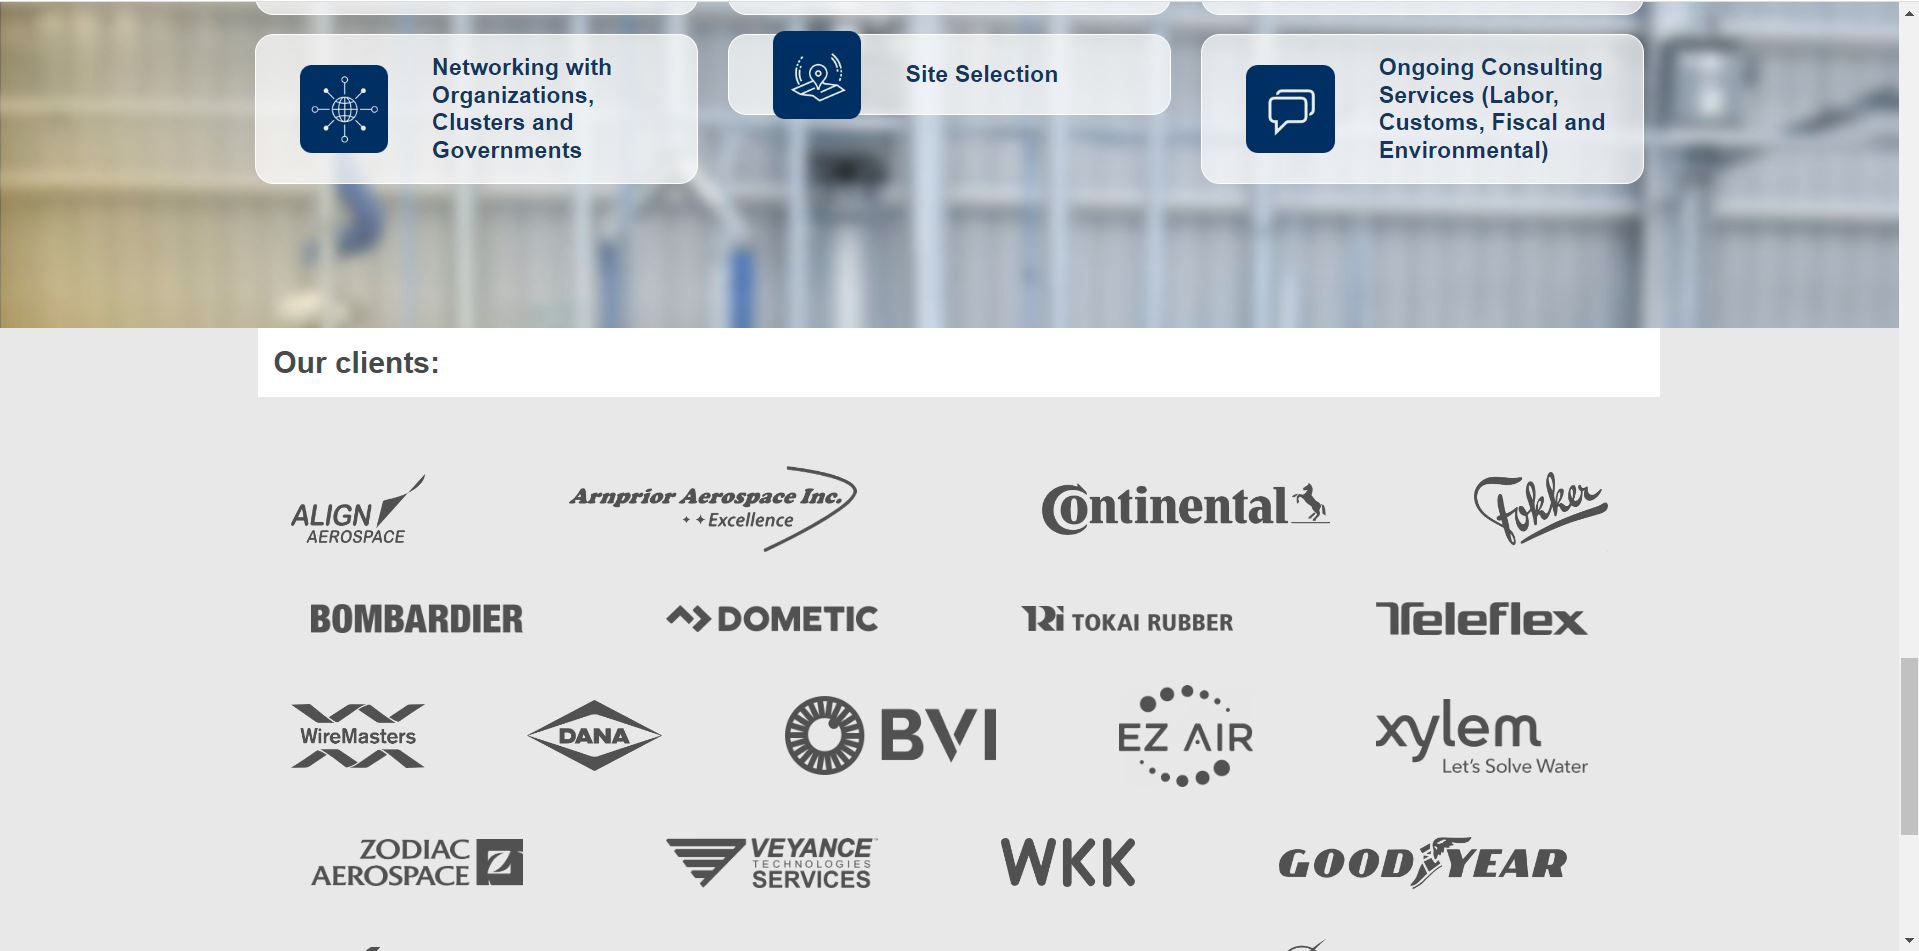 Networking with
Organizations,
Clusters and
Governments
Site Selection
Ongoing Consulting
Services (Labor,
Customs, Fiscal and
Environmental)
Our clients:
ALIGN
AEROSPACE
Arnprior Aerospace Inc.
Excellence
Continental
Fokker
BOMBARDIER
DOMETIC
TRi TOKAI RUBBER
Teleflex
WireMasters
DANA
BVI
EZ AIR
xylem
Let's Solve Water
ZODIAC
AEROSPACE
VEYANCE
TECHNOLOGIES
SERVICES
WKK
GOODYEAR